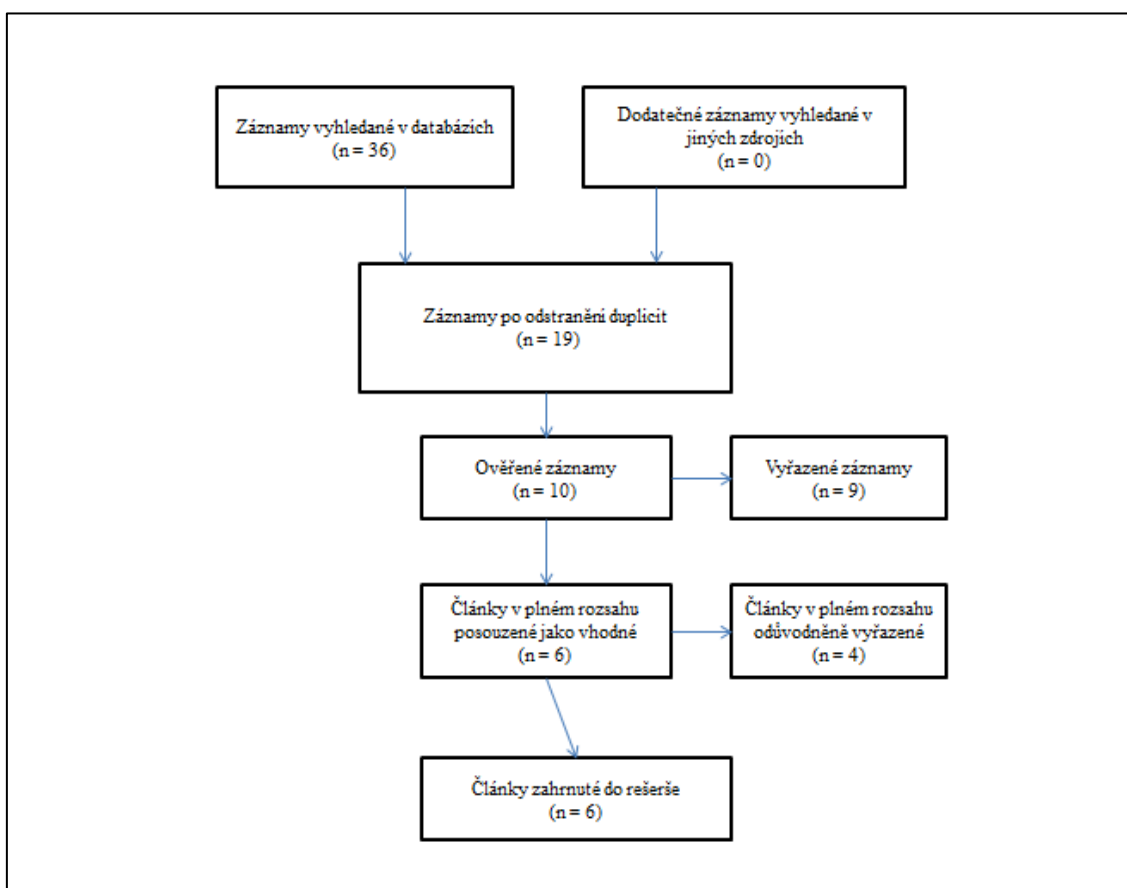 Záznamy vyhledané v databázích
(n = 36)
Dodatečné záznamy vyhledané v
jiných zdrojích
(n = 0)
Záznamy po odstranění duplicit
(n = 19)
Ověřené záznamy
(n = 10)
Vyřazené záznamy
(n = 9)
Články v plném rozsahu
posouzené jako vhodné
(n = 6)
Články v plném rozsahu
odůvodněně vyřazené
(n = 4)
Články zahrnuté do rešerše
(n = 6)